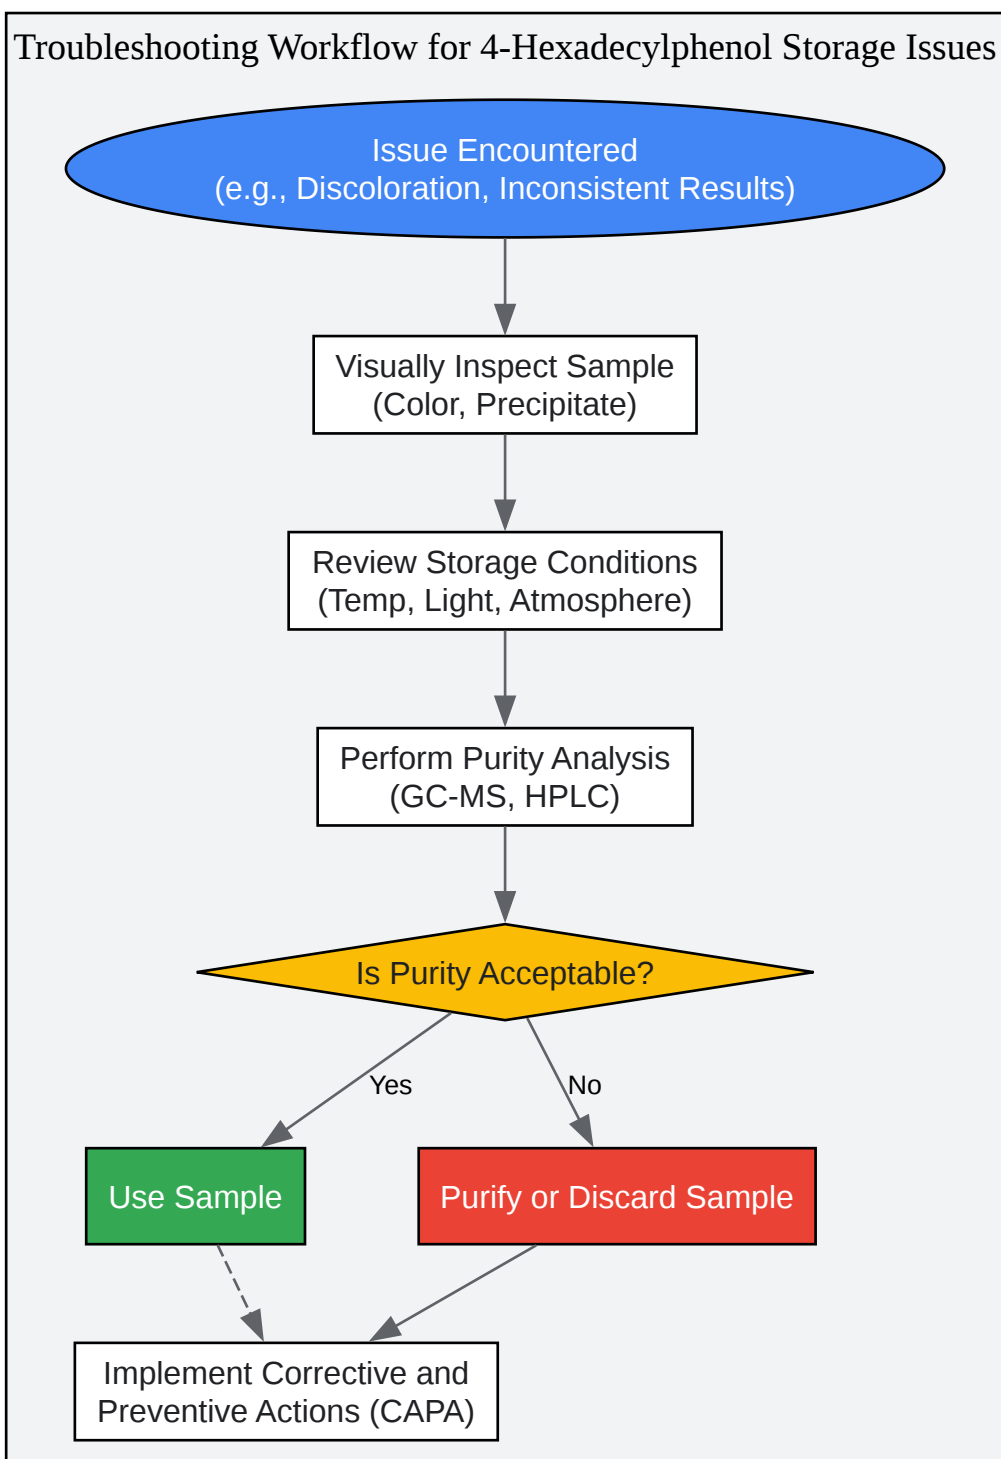 Troubleshooting Workflow for 4-Hexadecylphenol Storage Issues
Issue Encountered
(e.g., Discoloration, Inconsistent Results)
Visually Inspect Sample
(Color, Precipitate)
Review Storage Conditions
(Temp, Light, Atmosphere)
Perform Purity Analysis
(GC-MS, HPLC)
Is Purity Acceptable?
Yes
No
Use Sample
Purify or Discard Sample
Implement Corrective and
Preventive Actions (CAPA)